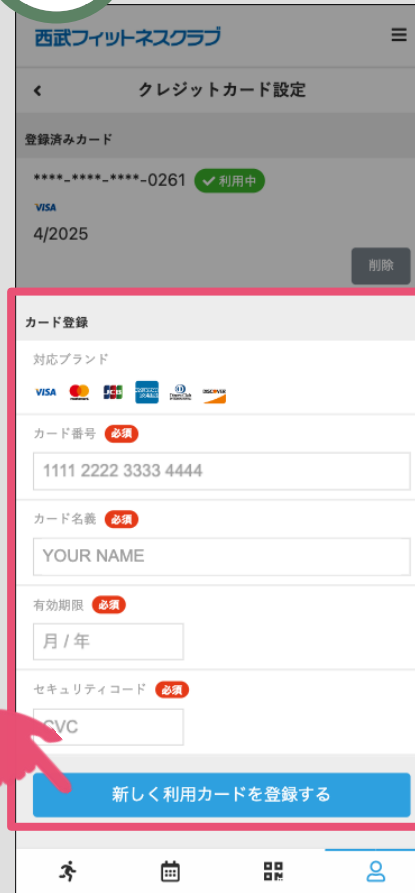 西武フィットネスクラブ
クレジットカード設定
登録済みカード
****-****-****-0261 利用中
VISA
4/2025
削除
カード登録
対応ブランド
VISA JCB DISCOVER
カード番号 必須
1111 2222 3333 4444
カード名義 必須
YOUR NAME
有効期限 必須
月 / 年
セキュリティコード 必須
CVC
新しく利用カードを登録する